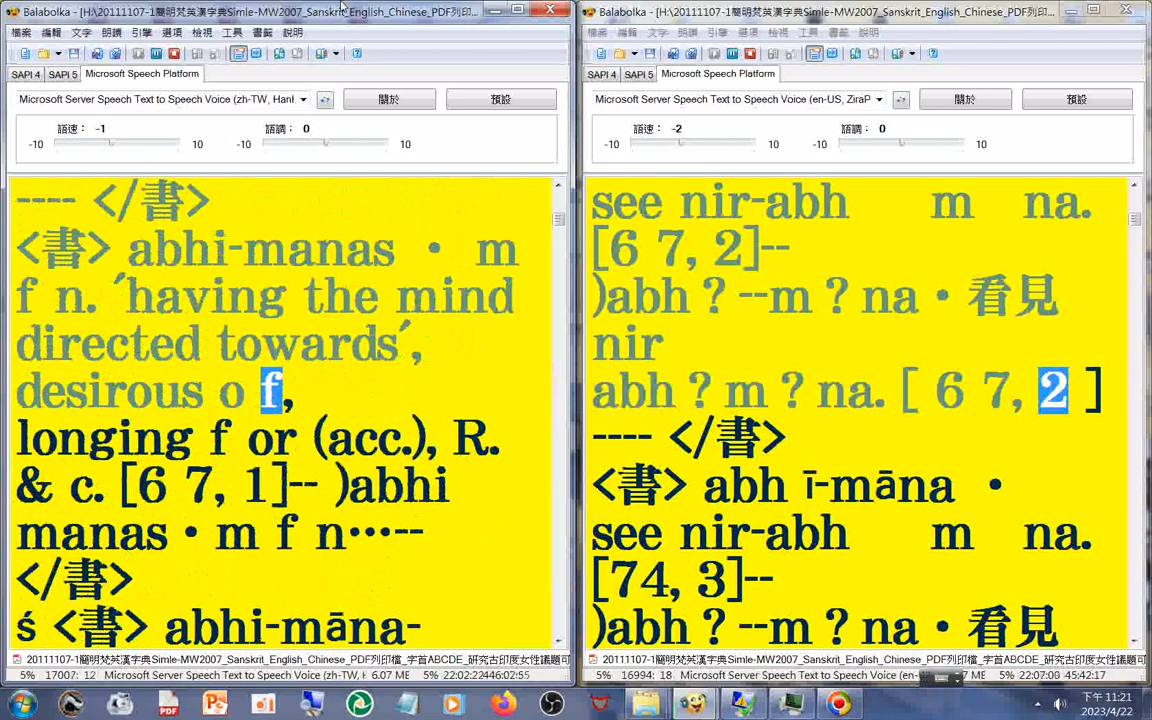 Balabolka - [H:\20111107-1簡明梵英漢字典Simle-MW2007_Sanskrit_English_Chinese_PDF列印...
檔案 編輯 文字 朗讀 引擎 選項 檢視 工具 書籤 說明
SAPI 4 SAPI 5 Microsoft Speech Platform
Microsoft Server Speech Text to Speech Voice (zh-TW, HanI
關於 預設
語速： -1 語調： 0
-10 10 -10 10
---- </書>
<書> abhi-manas • m
f n. ´having the mind
directed towards´,
desirous o f,
longing f or (acc.), R.
& c. [6 7, 1]-- )abhi
manas • m f n…--
</書>
ś <書> abhi-māna-
20111107-1簡明梵英漢字典Simle-MW2007_Sanskrit_English_Chinese_PDF列印檔_字首ABCDE_研究古印度女性議題可
5% 17007: 12 Microsoft Server Speech Text to Speech Voice (zh-TW, H 6.07 ME 5% 22:02:22446:02:55
Balabolka - [H:\20111107-1簡明梵英漢字典Simle-MW2007_Sanskrit_English_Chinese_PDF列印...
檔案 編輯 文字 朗讀 引擎 選項 檢視 工具 書籤 說明
SAPI 4 SAPI 5 Microsoft Speech Platform
Microsoft Server Speech Text to Speech Voice (en-US, ZiraP
關於 預設
語速： -2 語調： 0
-10 10 -10 10
see nir-abh m na.
[6 7, 2]--
)abh ? --m ? na • 看見
nir
abh ? m ? na. [ 6 7, 2 ]
---- </書>
<書> abh ī-māna •
see nir-abh m na.
[74, 3]--
)abh ? --m ? na • 看見
20111107-1簡明梵英漢字典Simle-MW2007_Sanskrit_English_Chinese_PDF列印檔_字首ABCDE_研究古印度女性議題可
5% 16994: 18 Microsoft Server Speech Text to Speech Voice (en- 5% 22:07:00 45:42:17
下午 11:21
2023/4/22